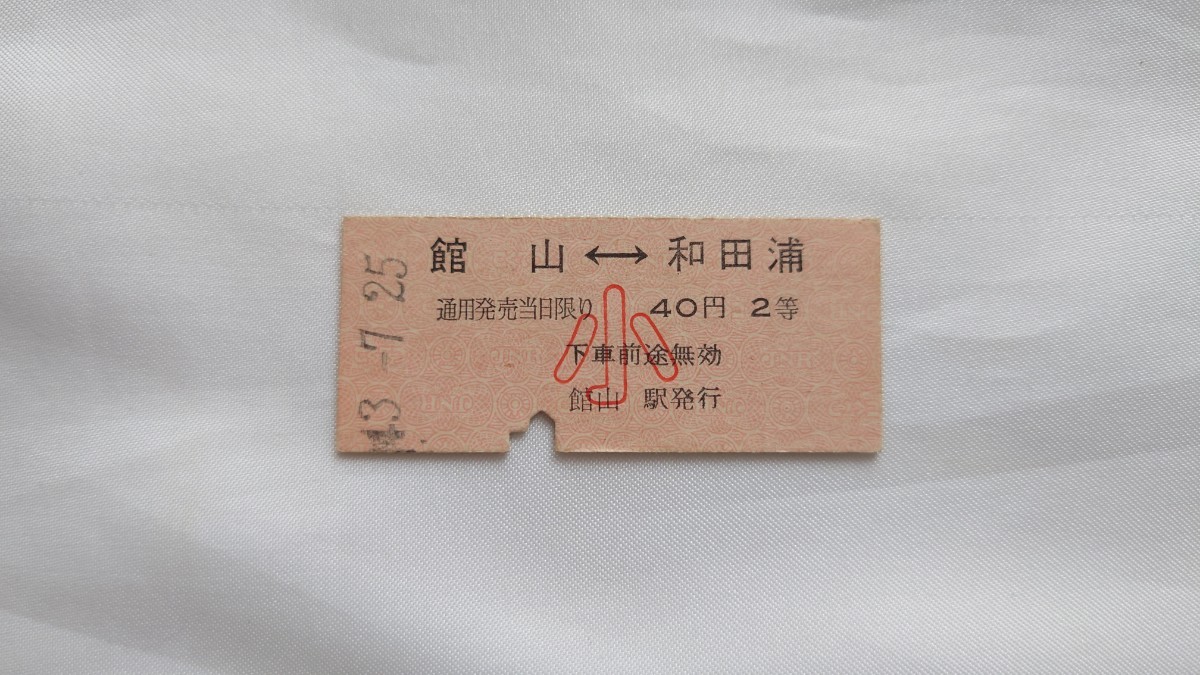 館 山 ↔ 和田浦
通用発売当日限り 40円 2等
小
下車前途無効
館山 駅発行
43-7 25